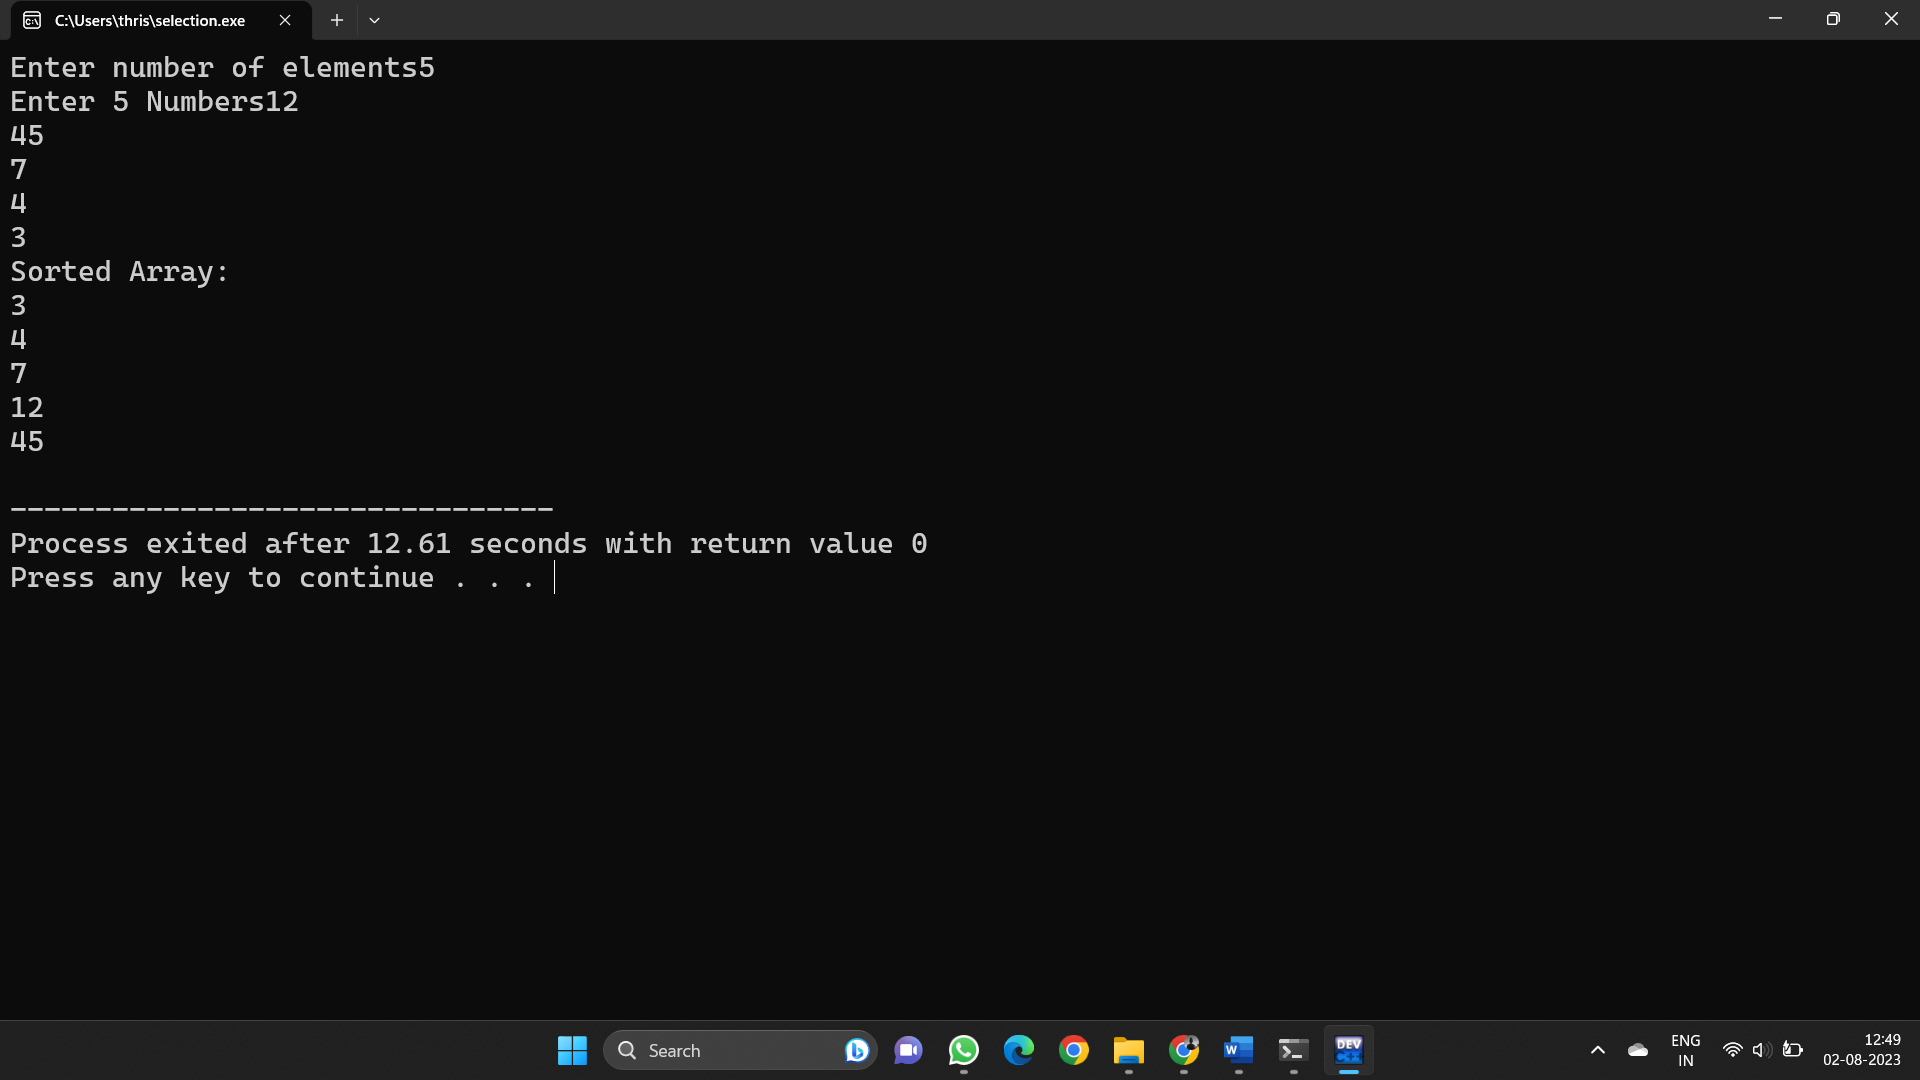 C:\Users\thris\selection.exe
Enter number of elements5
Enter 5 Numbers12
45
7
4
3
Sorted Array:
3
4
7
12
45
--------------------------------
Process exited after 12.61 seconds with return value 0
Press any key to continue . . .
Search
W
DEV
C++
ENG
IN
12:49
02-08-2023